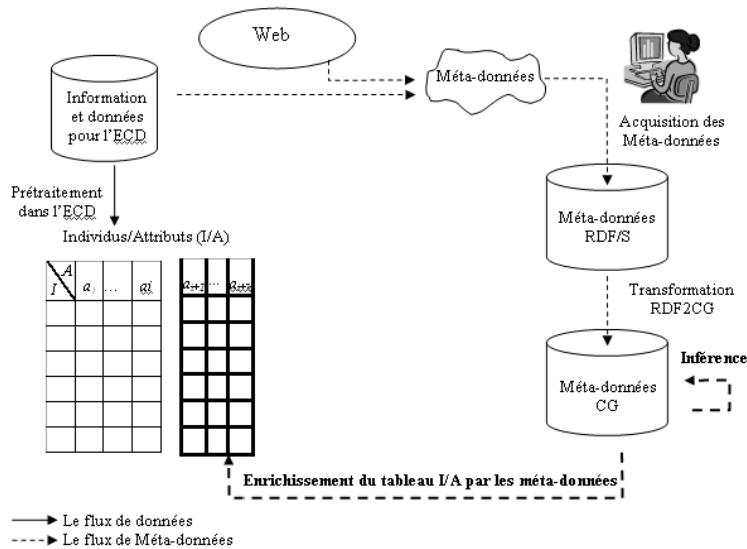 Web
Information
et données
pour l'ECD
Méta-données
Acquisition des
Méta-données
Prétraitement
dans l'ECD
Individus/Attributs (I/A)
Méta-données
RDF/S
A
I
a₁ ... ai
aᵢ₊₁ ... aᵢ₊ₖ
Transformation
RDF2CG
Inférence
Méta-données
CG
Enrichissement du tableau I/A par les méta-données
Le flux de données
Le flux de Méta-données